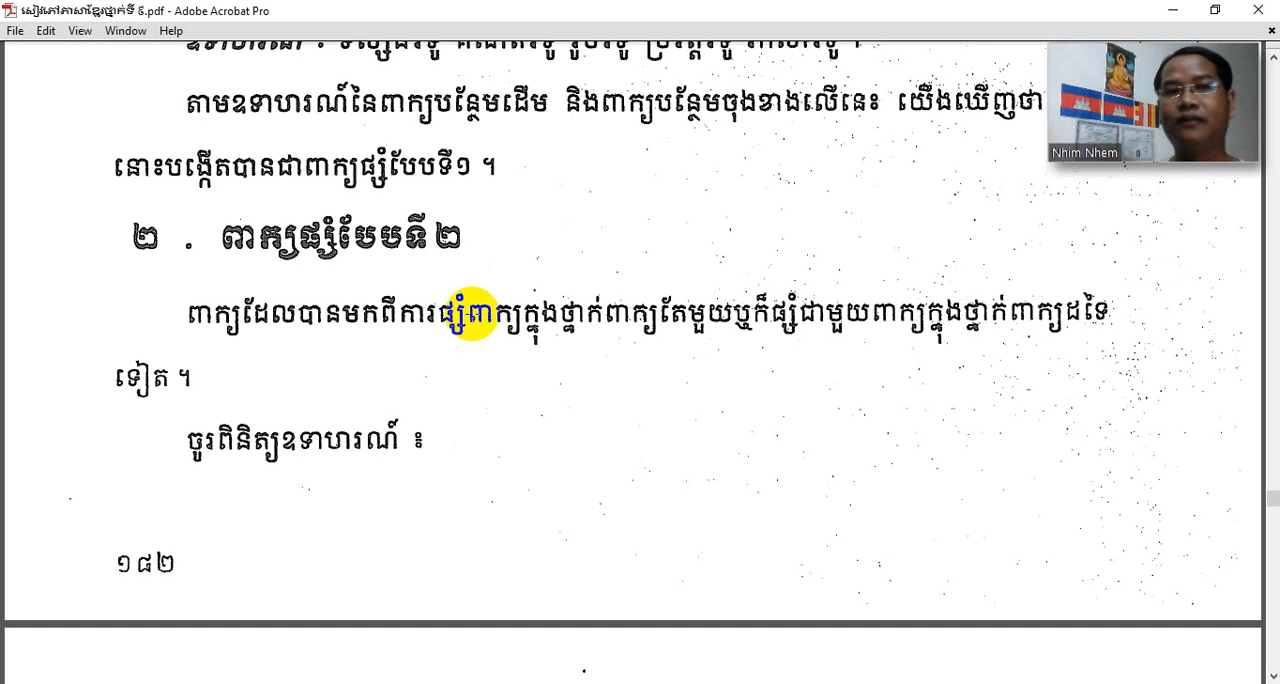 សៀវភៅភាសាខ្មែរថ្នាក់ទី ៩.pdf - Adobe Acrobat Pro
File Edit View Window Help
តាមឧទាហរណ៍នៃពាក្យបន្ថែមដើម និងពាក្យបន្ថែមចុងខាងលើនេះ យើងឃើញថា
Nhim Nhem
នោះបង្កើតបានជាពាក្យផ្សំបែបទី១ ។
២ . ពាក្យផ្សំបែបទី២
ពាក្យដែលបានមកពីការផ្សំពាក្យក្នុងថ្នាក់ពាក្យតែមួយឬក៏ផ្សំជាមួយពាក្យក្នុងថ្នាក់ពាក្យដទៃ
ទៀត ។
ចូរពិនិត្យឧទាហរណ៍ ៖
១៨២